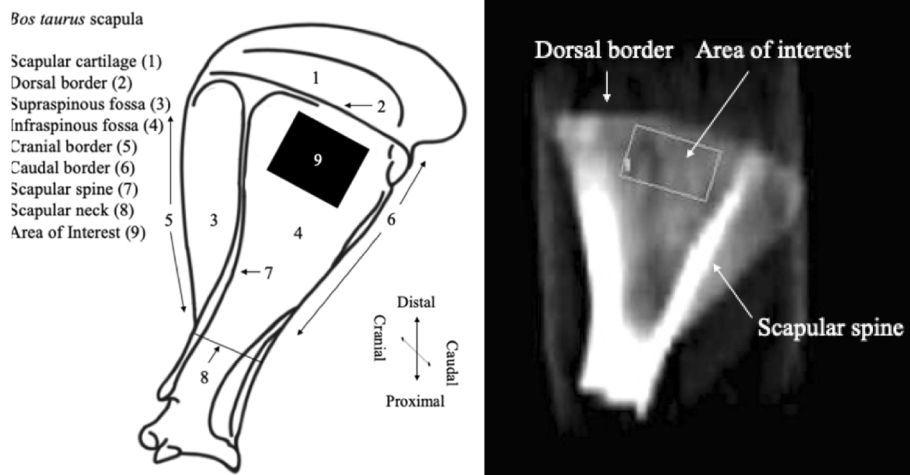 Bos taurus scapula
Scapular cartilage (1)
Dorsal border (2)
Supraspinous fossa (3)
Infraspinous fossa (4)
Cranial border (5)
Caudal border (6)
Scapular spine (7)
Scapular neck (8)
Area of Interest (9)
1
2
9
5
3
4
6
7
8
Distal
Cranial
Caudal
Proximal
Dorsal border
Area of interest
Scapular spine